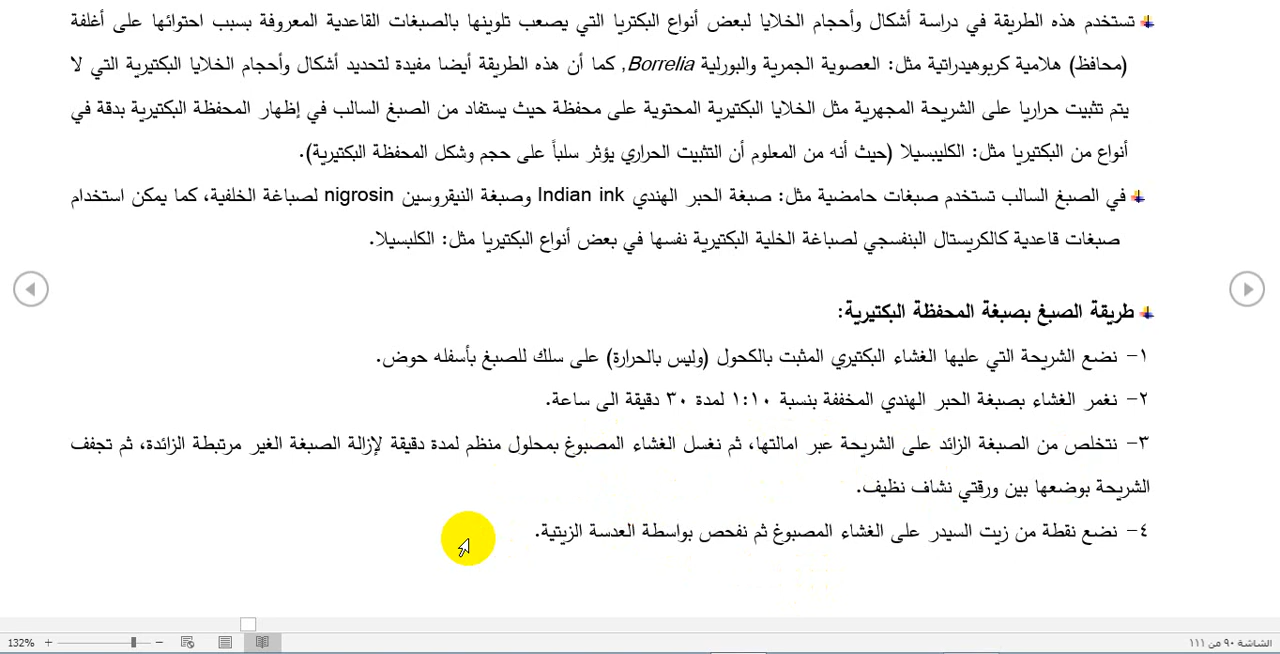 تستخدم هذه الطريقة في دراسة أشكال وأحجام الخلايا لبعض أنواع البكتريا التي يصعب تلوينها بالصبغات القاعدية المعروفة بسبب احتوائها على أغلفة
(محافظ) هلامية كربوهيدراتية مثل: العصوية الجمرية والبورلية Borrelia, كما أن هذه الطريقة أيضا مفيدة لتحديد أشكال وأحجام الخلايا البكتيرية التي لا
يتم تثبيت حراريا على الشريحة المجهرية مثل الخلايا البكتيرية المحتوية على محفظة حيث يستفاد من الصبغ السالب في إظهار المحفظة البكتيرية بدقة في
أنواع من البكتيريا مثل: الكليبسيلا (حيث أنه من المعلوم أن التثبيت الحراري يؤثر سلباً على حجم وشكل المحفظة البكتيرية).
في الصبغ السالب تستخدم صبغات حامضية مثل: صبغة الحبر الهندي Indian ink وصبغة النيقروسين nigrosin لصباغة الخلفية، كما يمكن استخدام
صبغات قاعدية كالكريستال البنفسجي لصباغة الخلية البكتيرية نفسها في بعض أنواع البكتيريا مثل: الكلبسيلا.
طريقة الصبغ بصبغة المحفظة البكتيرية:
١- نضع الشريحة التي عليها الغشاء البكتيري المثبت بالكحول (وليس بالحرارة) على سلك للصبغ بأسفله حوض.
٢- نغمر الغشاء بصبغة الحبر الهندي المخففة بنسبة ١:١٠ لمدة ٣٠ دقيقة الى ساعة.
٣- نتخلص من الصبغة الزائد على الشريحة عبر امالتها، ثم نغسل الغشاء المصبوغ بمحلول منظم لمدة دقيقة لإزالة الصبغة الغير مرتبطة الزائدة، ثم تجفف
الشريحة بوضعها بين ورقتي نشاف نظيف.
٤- نضع نقطة من زيت السيدر على الغشاء المصبوغ ثم نفحص بواسطة العدسة الزيتية.
الشاشة ٩٠ من ١١١
132%